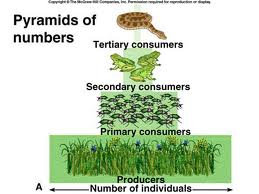 Copyright © The McGraw-Hill Companies, Inc. Permission required for reproduction or display.
Pyramids of
numbers
Tertiary consumers
Secondary consumers
Primary consumers
Producers
A
Number of individuals